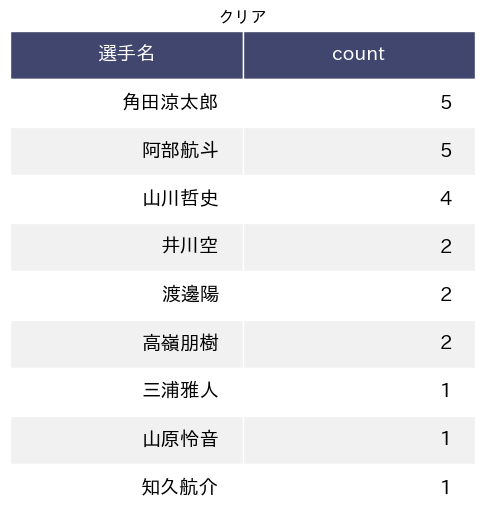 クリア
選手名 count
角田涼太郎 5
阿部航斗 5
山川哲史 4
井川空 2
渡邊陽 2
高嶺朋樹 2
三浦雅人 1
山原怜音 1
知久航介 1